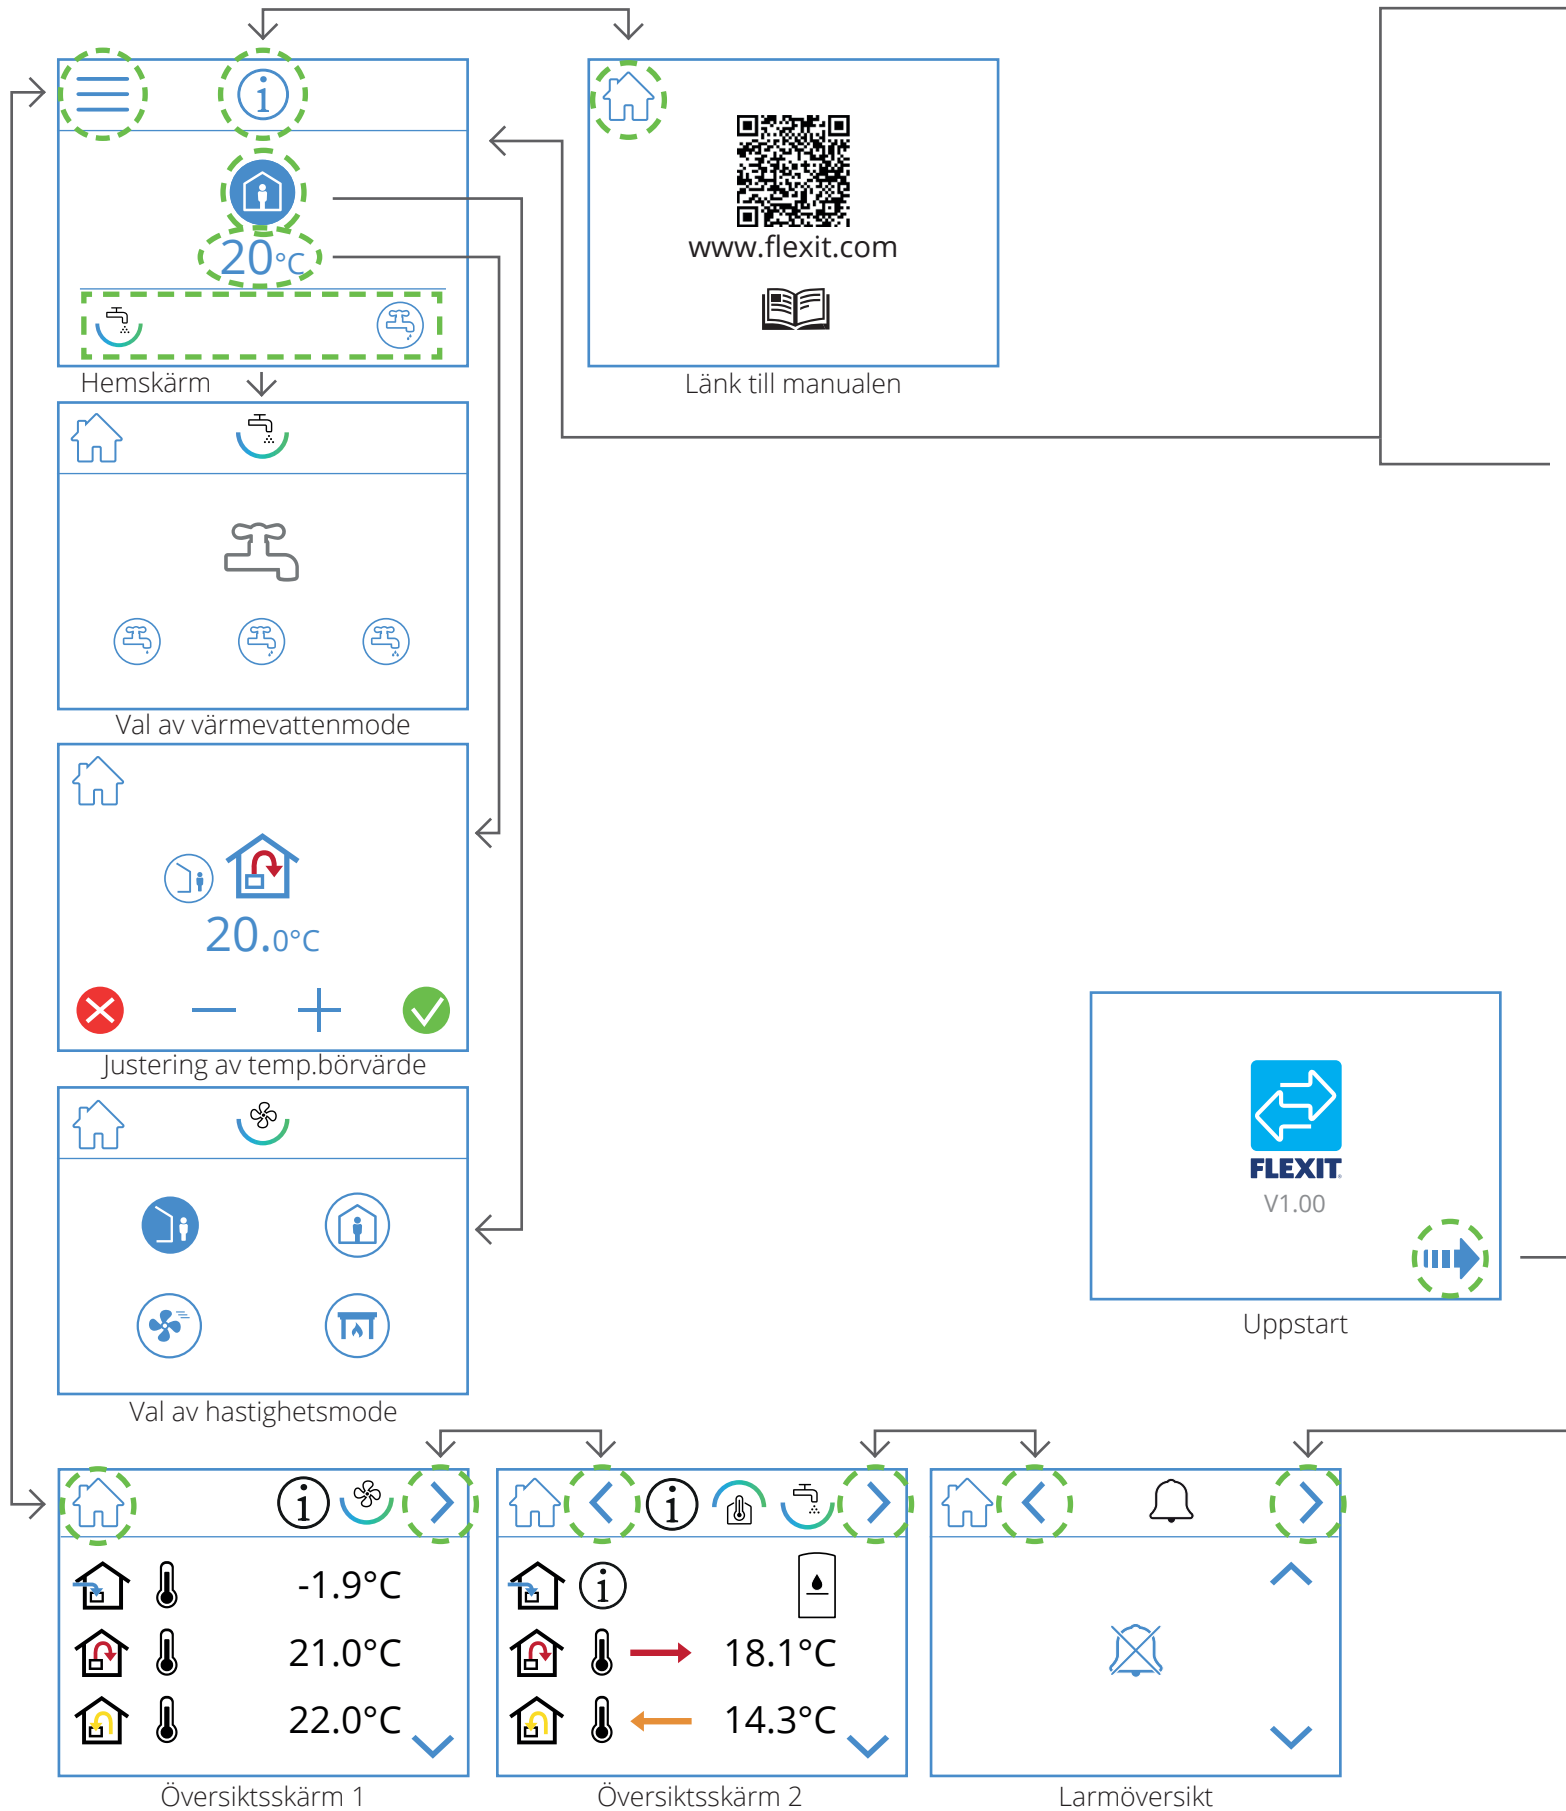 i
20°C
Hemskärm
www.flexit.com
Länk till manualen
Val av värmevattenmode
20.0°C
Justering av temp.börvärde
Val av hastighetsmode
FLEXIT
V1.00
Uppstart
i
-1.9°C
21.0°C
22.0°C
Översiktsskärm 1
i
i
18.1°C
14.3°C
Översiktsskärm 2
Larmöversikt